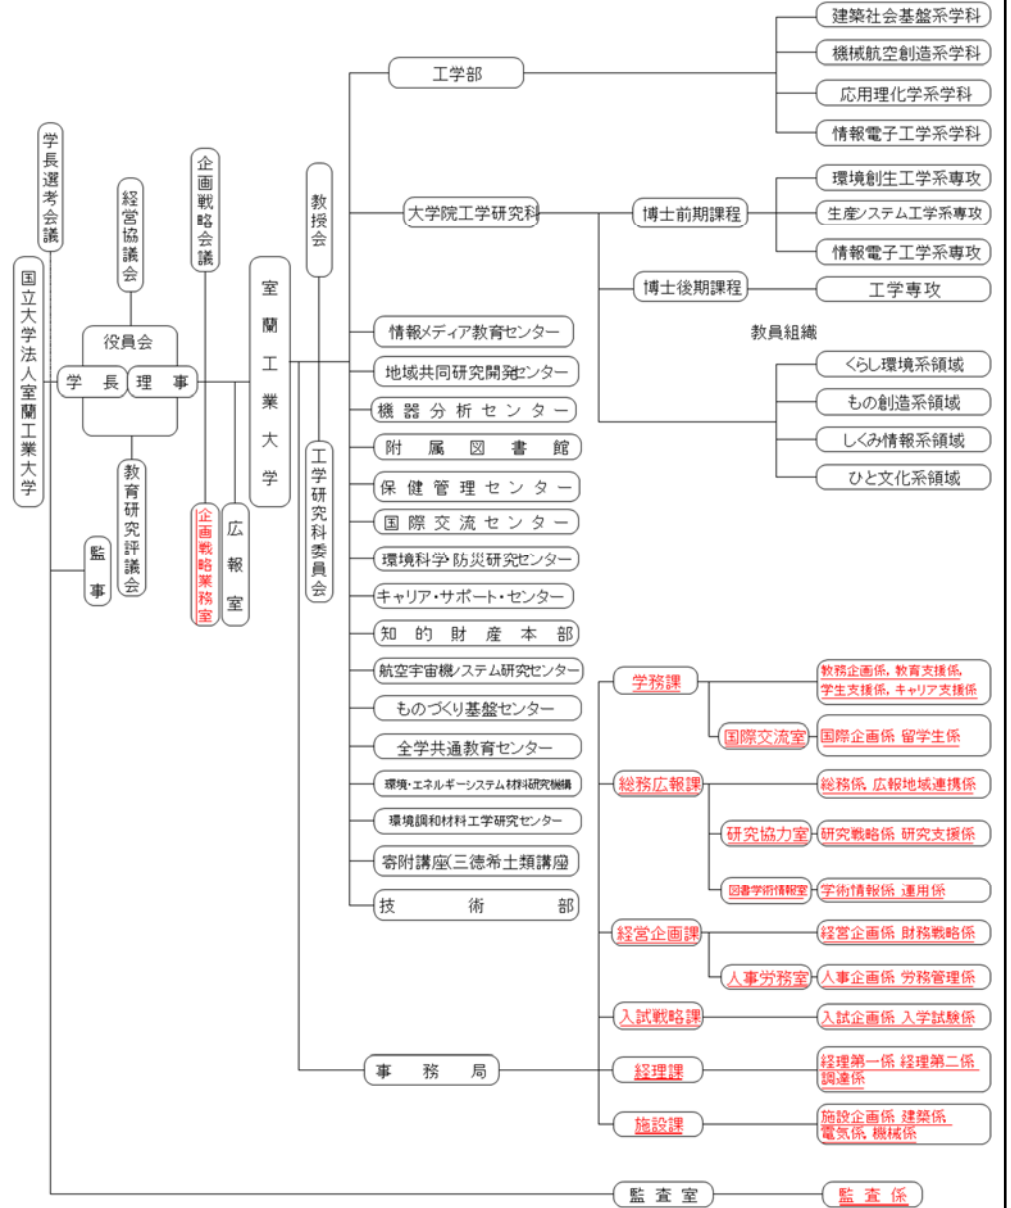 建築社会基盤系学科
工学部
機械航空創造系学科
応用理化学系学科
情報電子工学系学科
学長選考会議
企画戦略会議
経営協議会
教授会
環境創生工学系専攻
大学院工学研究科
博士前期課程
生産システム工学系専攻
情報電子工学系専攻
国立大学法人室蘭工業大学
室蘭工業大学
博士後期課程
工学専攻
教員組織
役員会
学長
理事
情報メディア教育センター
地域共同研究開発センター
機器分析センター
附属図書館
保健管理センター
国際交流センター
環境科学・防災研究センター
キャリア・サポート・センター
知的財産本部
航空宇宙機システム研究センター
ものづくり基盤センター
全学共通教育センター
環境・エネルギーシステム材料研究機構
環境調和材料工学研究センター
寄附講座(三徳希土類講座)
技術部
くらし環境系領域
もの創造系領域
しくみ情報系領域
ひと文化系領域
工学研究科委員会
教育研究評議会
監事
企画戦略業務室
広報室
学務課
教務企画係, 教育支援係,
学生支援係, キャリア支援係
国際交流室
国際企画係, 留学生係
総務広報課
総務係, 広報地域連携係
研究協力室
研究戦略係, 研究支援係
図書学術情報室
学術情報係, 運用係
経営企画課
経営企画係, 財務戦略係
人事労務室
人事企画係, 労務管理係
入試戦略課
入試企画係, 入学試験係
事務局
経理課
経理第一係, 経理第二係,
調達係
施設課
施設企画係, 建築係,
電気係, 機械係
監査室
監査係